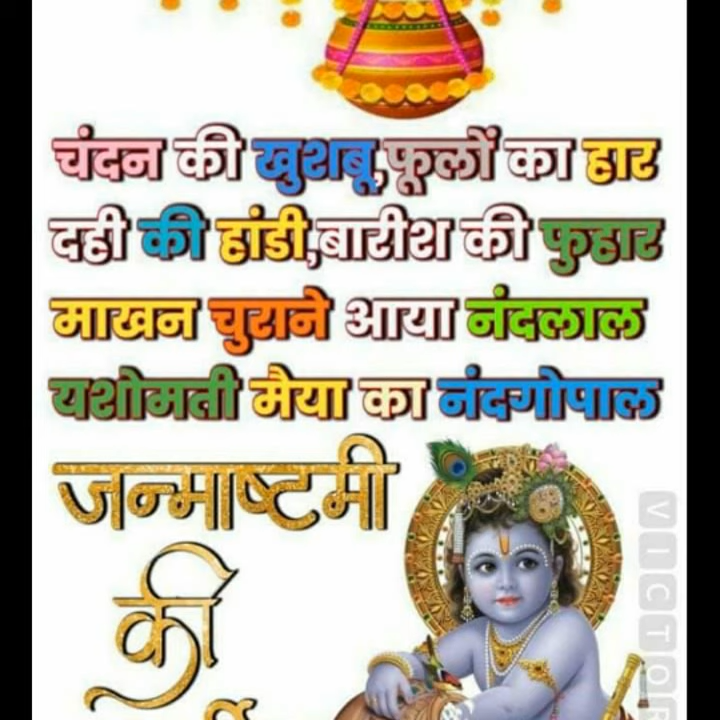 चंदन की खुशबू,फूलों का हार
दही की हांडी,बारीश की फुहार
माखन चुराने आया नंदलाल
यशोमती मैया का नंदगोपाल
जन्माष्टमी
की
VICTOR